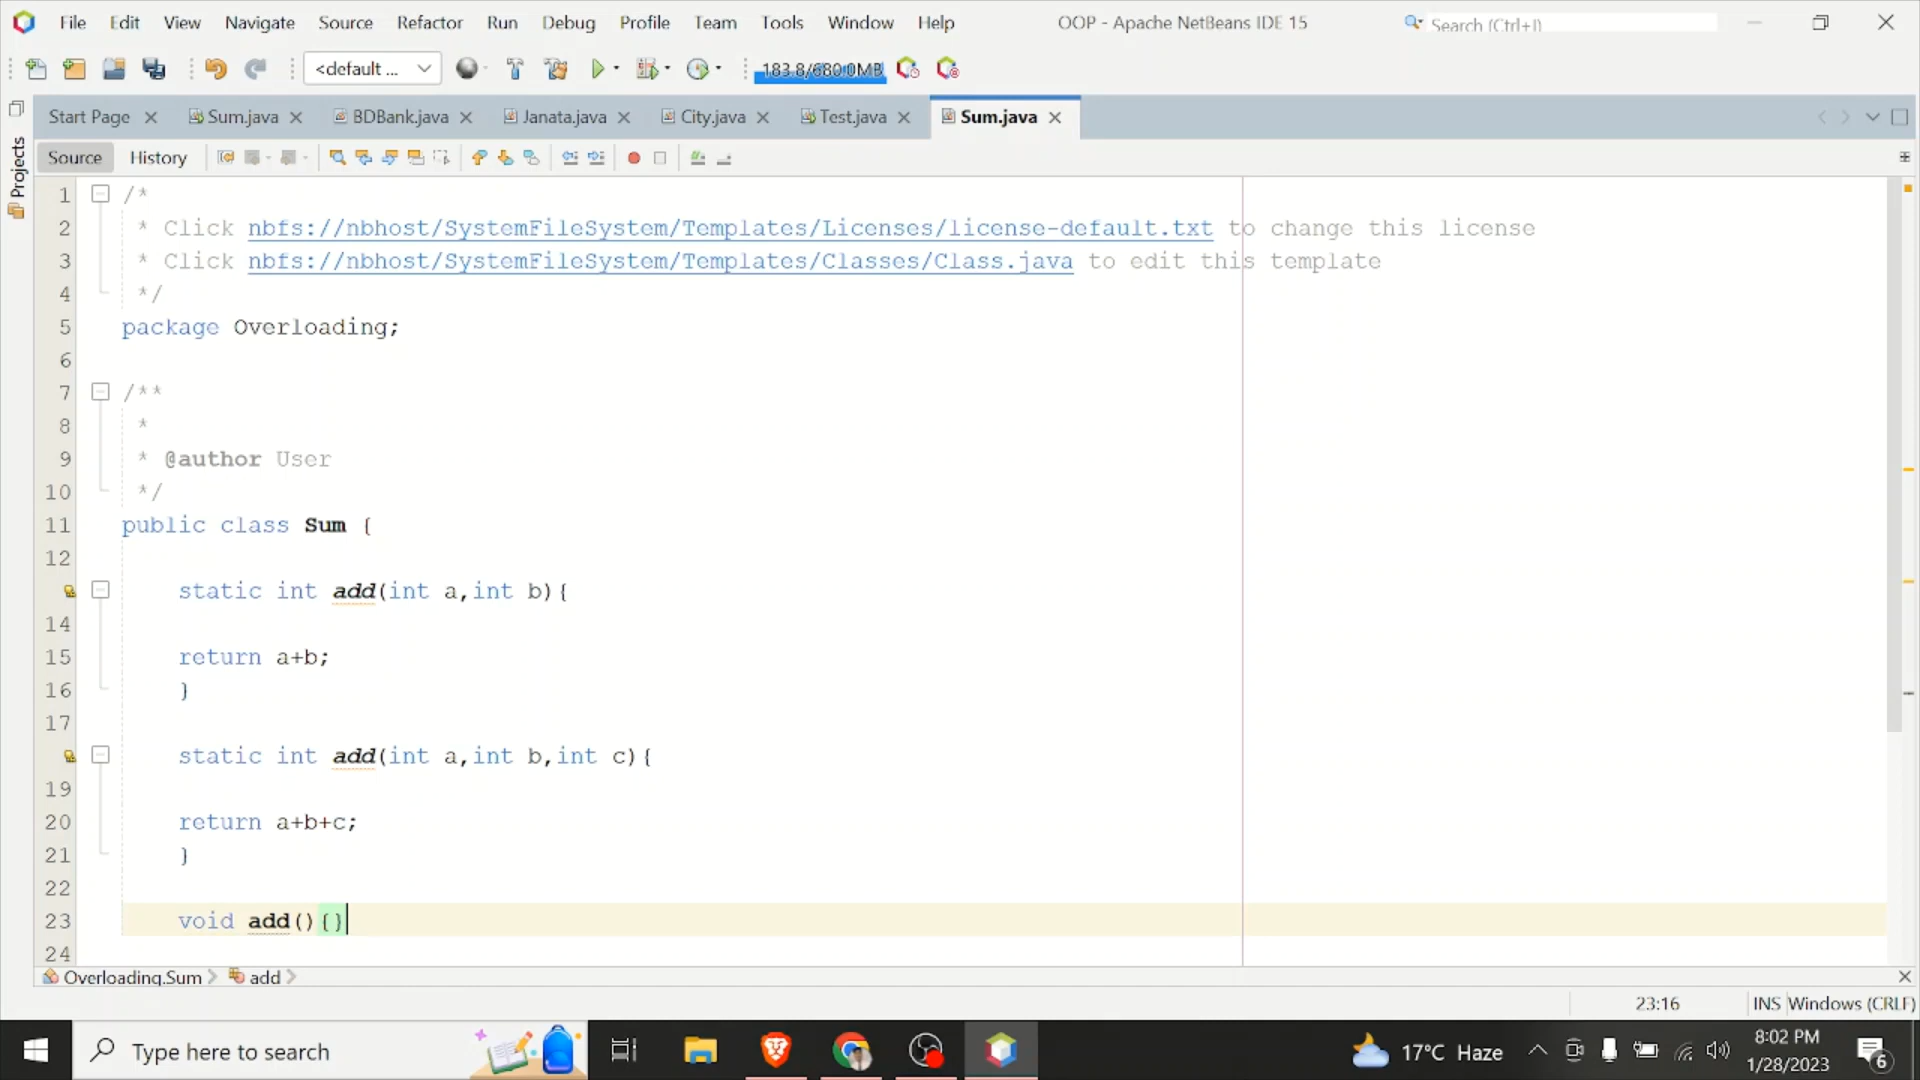 File Edit View Navigate Source Refactor Run Debug Profile Team Tools Window Help OOP - Apache NetBeans IDE 15 Search (Ctrl+I)
<default ... 183.8/680.0MB
Start Page Sum.java BDBank.java Janata.java City.java Test.java Sum.java
Projects
Source History
1 /*
2 * Click nbfs://nbhost/SystemFileSystem/Templates/Licenses/license-default.txt to change this license
3 * Click nbfs://nbhost/SystemFileSystem/Templates/Classes/Class.java to edit this template
4 */
5 package Overloading;
6
7 /**
8 *
9 * @author User
10 */
11 public class Sum {
12
static int add(int a,int b){
14
15 return a+b;
16 }
17
static int add(int a,int b,int c){
19
20 return a+b+c;
21 }
22
23 void add(){}
24
Overloading.Sum add
23:16 INS Windows (CRLF)
Type here to search 17°C Haze 8:02 PM
1/28/2023 6